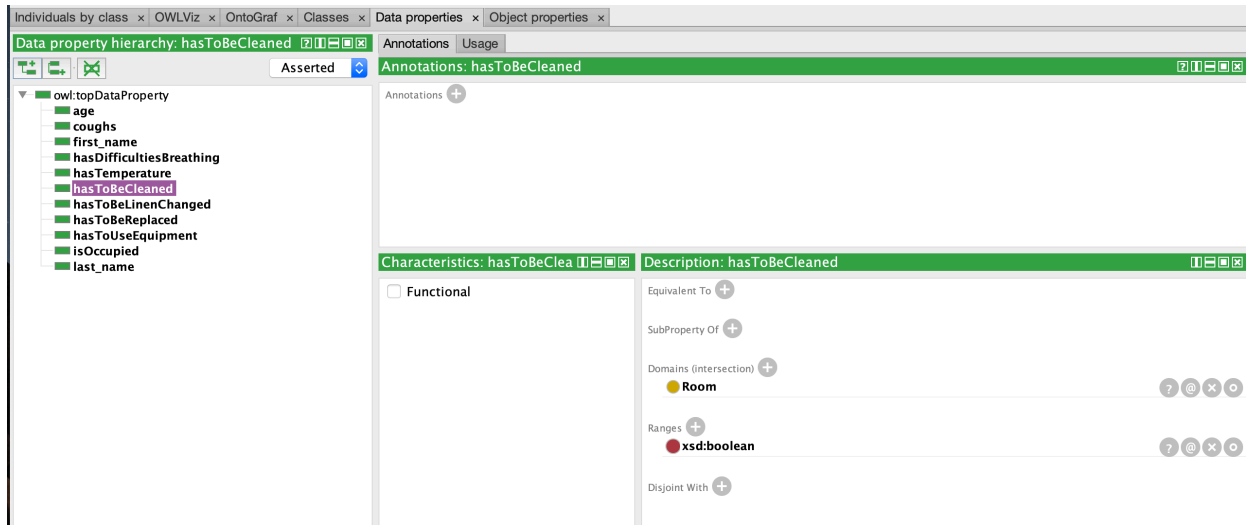 Individuals by class × OWLViz × OntoGraf × Classes × Data properties × Object properties ×
Data property hierarchy: hasToBeCleaned
Asserted
owl:topDataProperty
age
coughs
first_name
hasDifficultiesBreathing
hasTemperature
hasToBeCleaned
hasToBeLinenChanged
hasToBeReplaced
hasToUseEquipment
isOccupied
last_name
Annotations Usage
Annotations: hasToBeCleaned
Annotations
Characteristics: hasToBeClea
Functional
Description: hasToBeCleaned
Equivalent To
SubProperty Of
Domains (intersection)
Room
Ranges
xsd:boolean
Disjoint With